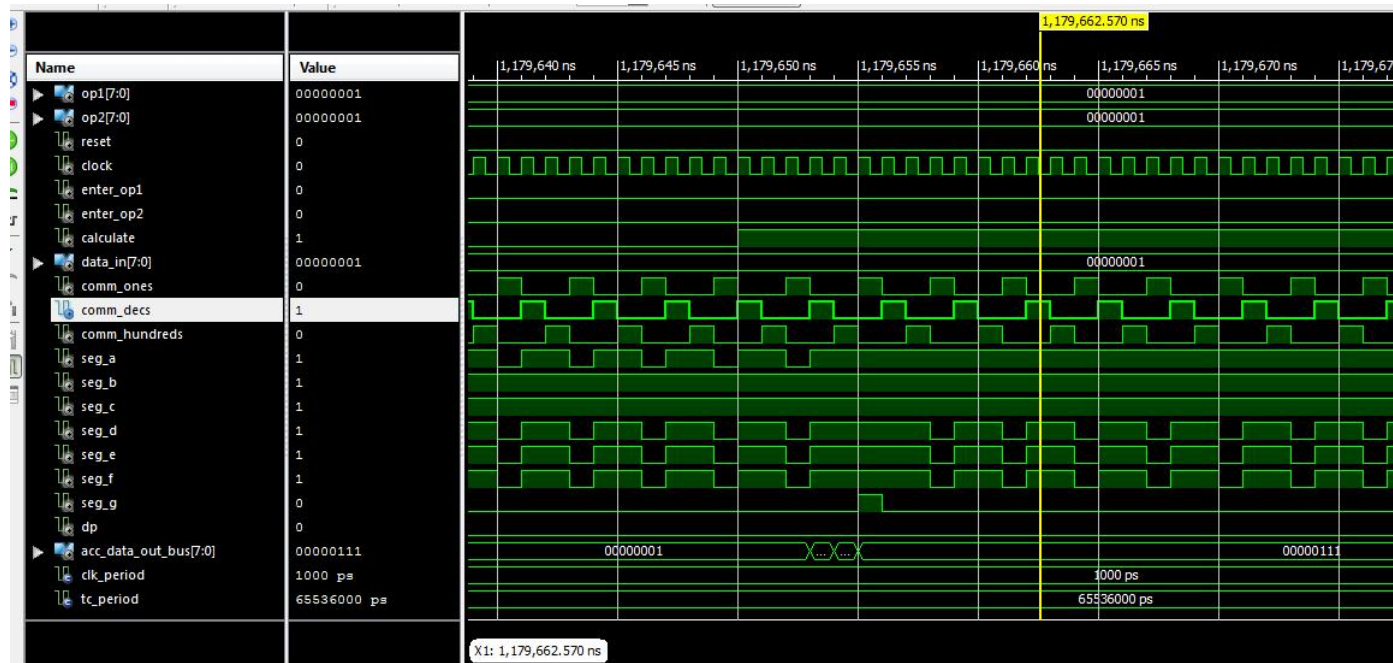 1,179,662.570 ns
Name Value 1,179,640 ns 1,179,645 ns 1,179,650 ns 1,179,655 ns 1,179,660 ns 1,179,665 ns 1,179,670 ns 1,179,67
op1[7:0] 00000001 00000001
op2[7:0] 00000001 00000001
reset 0
clock 0
enter_op1 0
enter_op2 0
calculate 1
data_in[7:0] 00000001 00000001
comm_ones 0
comm_decs 1
comm_hundreds 0
seg_a 1
seg_b 1
seg_c 1
seg_d 1
seg_e 1
seg_f 1
seg_g 0
dp 0
acc_data_out_bus[7:0] 00000111 00000001 ... ... 00000111
clk_period 1000 ps 1000 ps
tc_period 65536000 ps 65536000 ps
X1: 1,179,662.570 ns